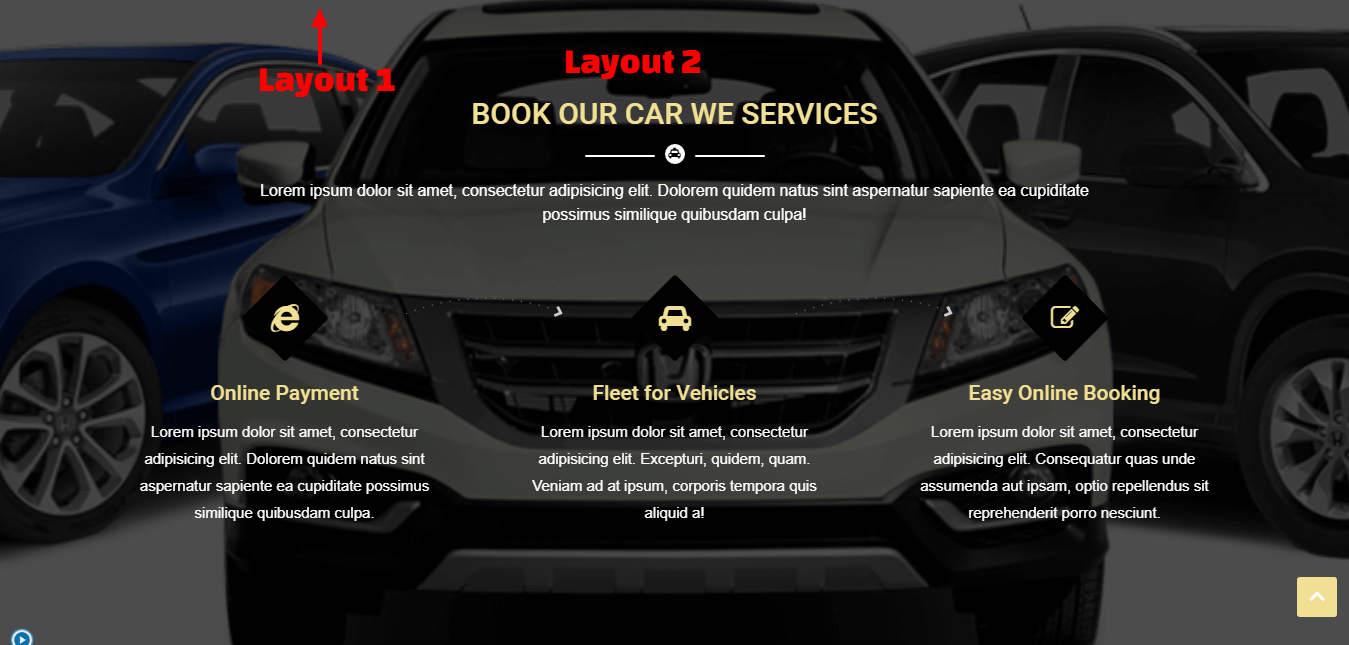 Layout 1
Layout 2
BOOK OUR CAR WE SERVICES
Lorem ipsum dolor sit amet, consectetur adipisicing elit. Dolorem quidem natus sint aspernatur sapiente ea cupiditate
possimus similique quibusdam culpa!
Online Payment
Lorem ipsum dolor sit amet, consectetur
adipisicing elit. Dolorem quidem natus sint
aspernatur sapiente ea cupiditate possimus
similique quibusdam culpa.
Fleet for Vehicles
Lorem ipsum dolor sit amet, consectetur
adipisicing elit. Excepturi, quidem, quam.
Veniam ad at ipsum, corporis tempora quis
aliquid a!
Easy Online Booking
Lorem ipsum dolor sit amet, consectetur
adipisicing elit. Consequatur quas unde
assumenda aut ipsam, optio repellendus sit
reprehenderit porro nesciunt.